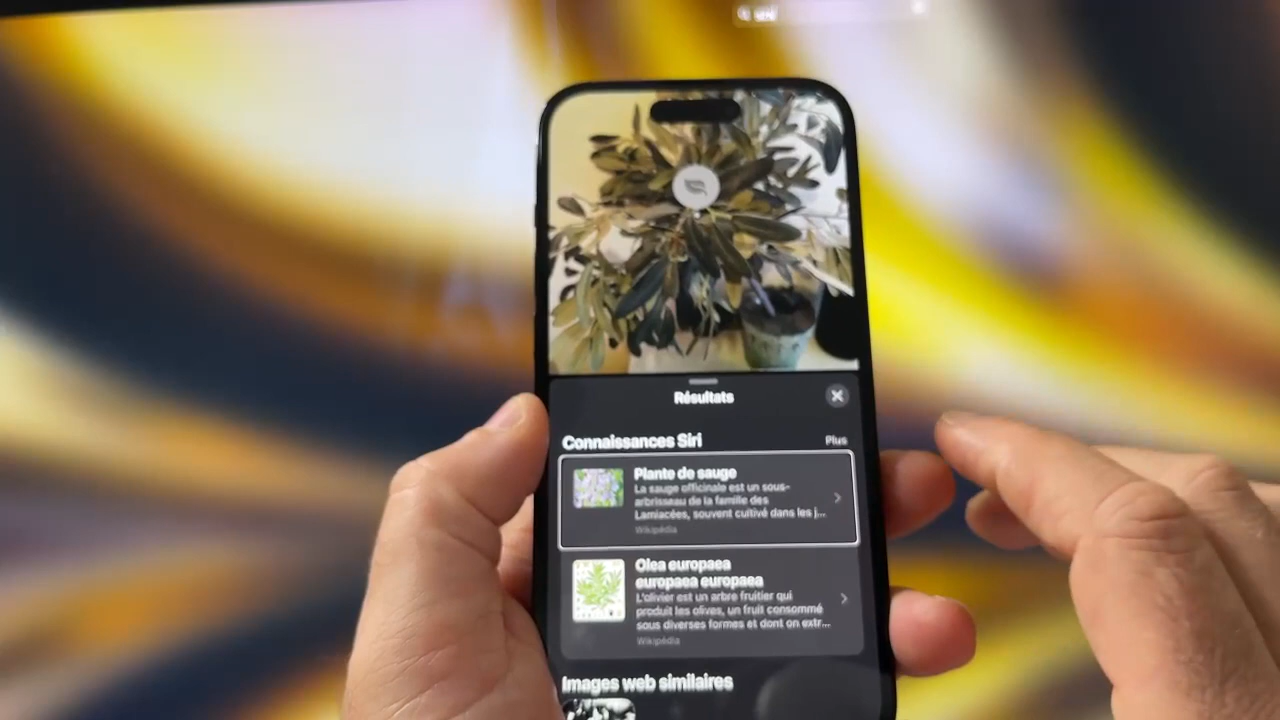 Résultats
Connaissances Siri
Plus
Plante de sauge
La sauge officinale est un sous-
arbrisseau de la famille des
Lamiacées, souvent cultivé dans les j...
Wikipédia
Olea europaea
europaea europaea
L'olivier est un arbre fruitier qui
produit les olives, un fruit consommé
sous diverses formes et dont on extr...
Wikipédia
Images web similaires